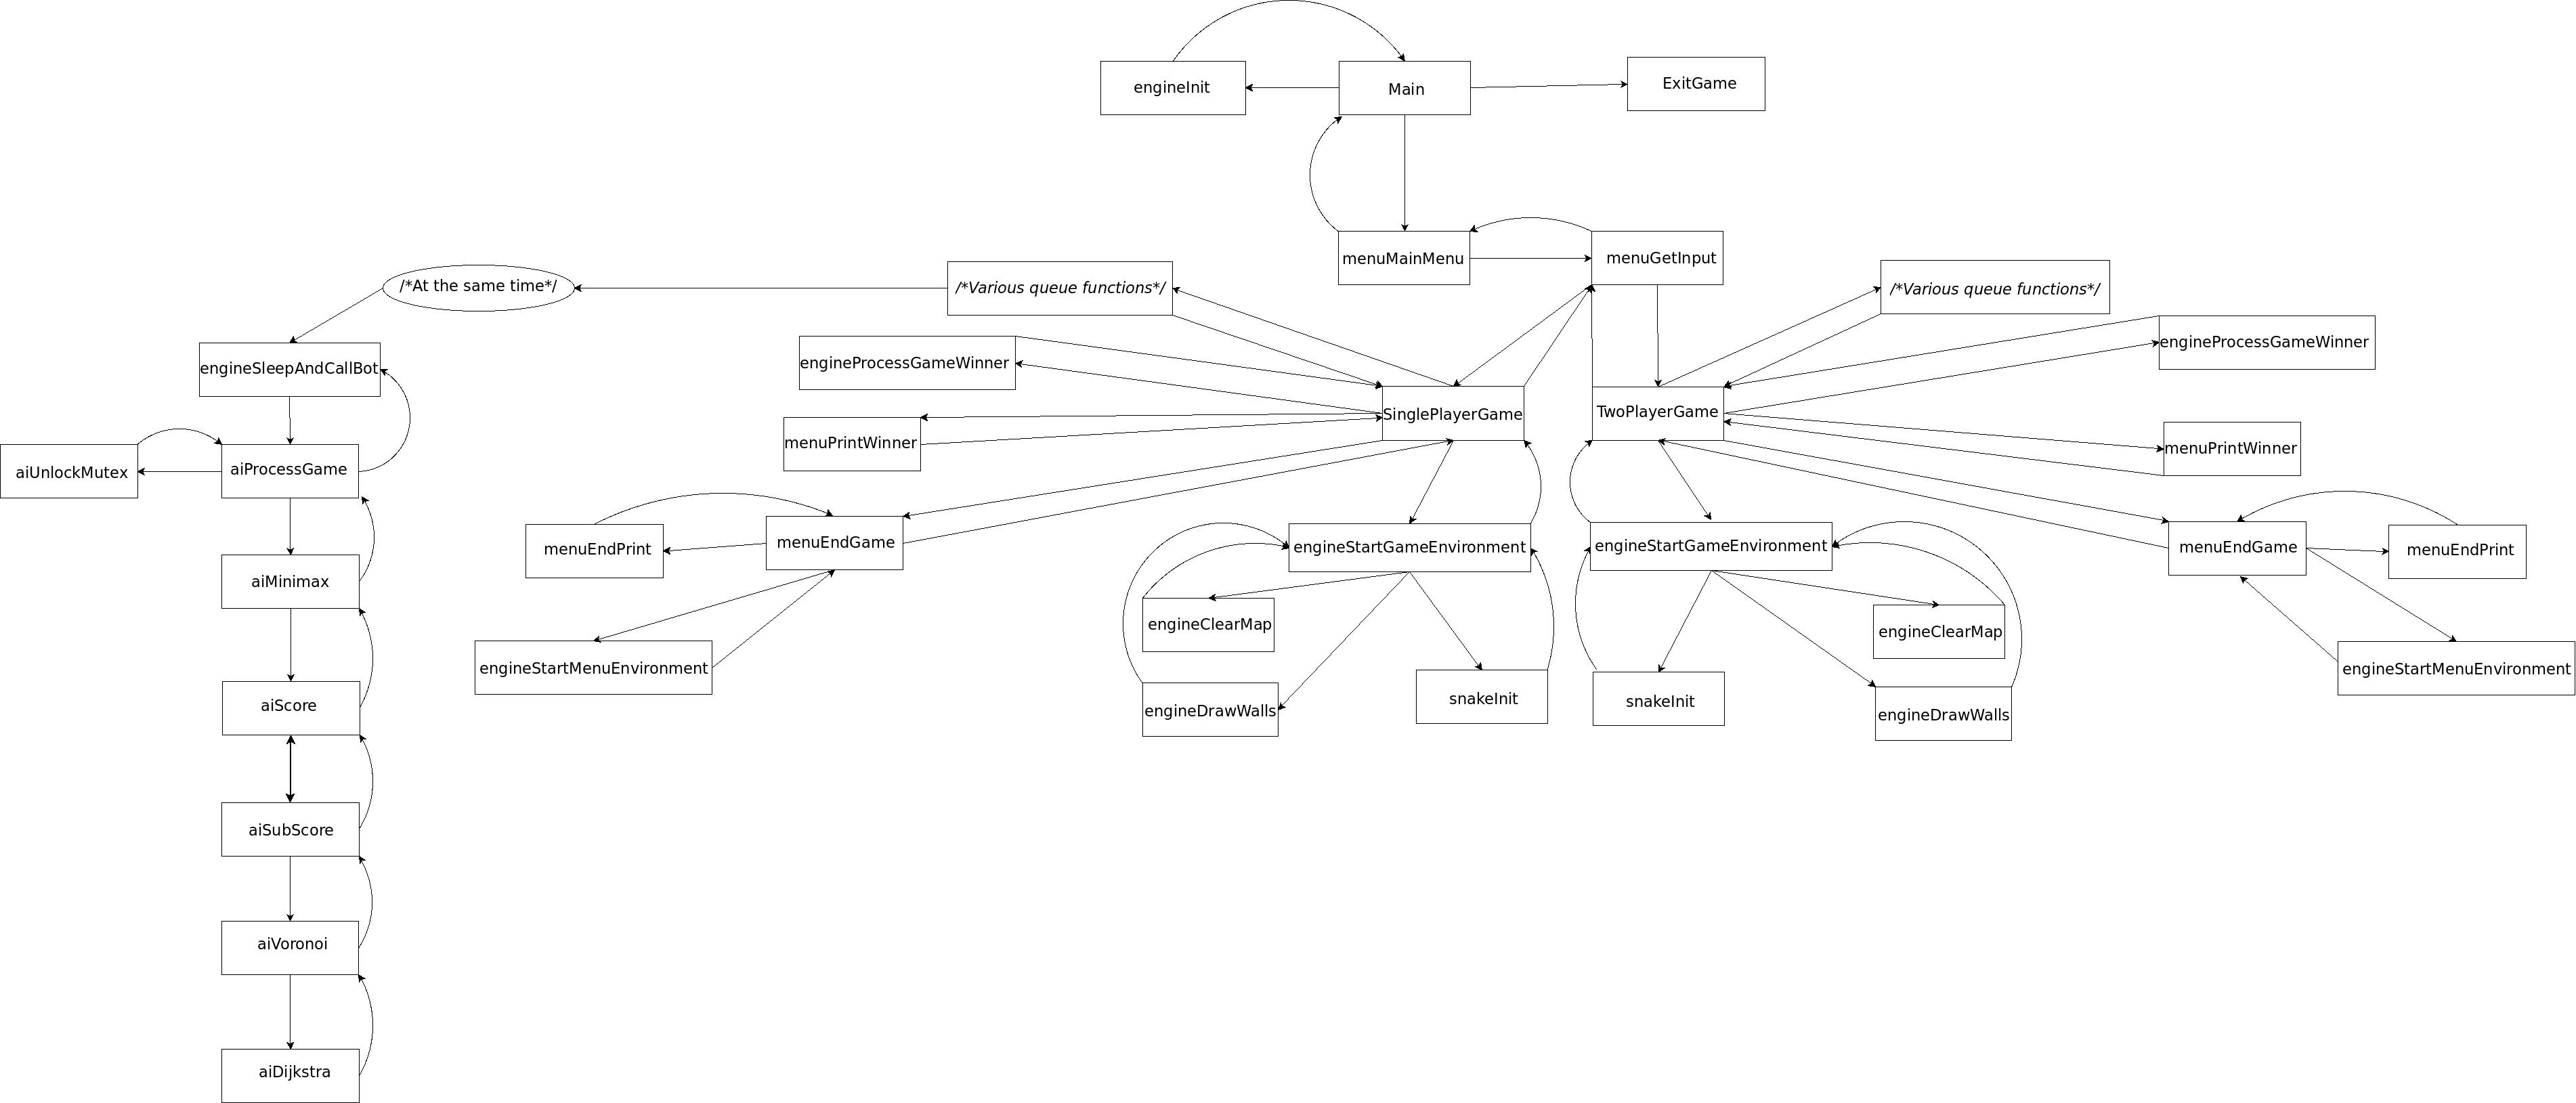 engineInit
Main
ExitGame
menuMainMenu
menuGetInput
/*At the same time*/
/*Various queue functions*/
/*Various queue functions*/
engineSleepAndCallBot
engineProcessGameWinner
engineProcessGameWinner
SinglePlayerGame
TwoPlayerGame
menuPrintWinner
menuPrintWinner
aiUnlockMutex
aiProcessGame
menuEndPrint
menuEndGame
engineStartGameEnvironment
engineStartGameEnvironment
menuEndGame
menuEndPrint
aiMinimax
engineClearMap
engineClearMap
engineStartMenuEnvironment
engineStartMenuEnvironment
aiScore
engineDrawWalls
snakeInit
snakeInit
engineDrawWalls
aiSubScore
aiVoronoi
aiDijkstra